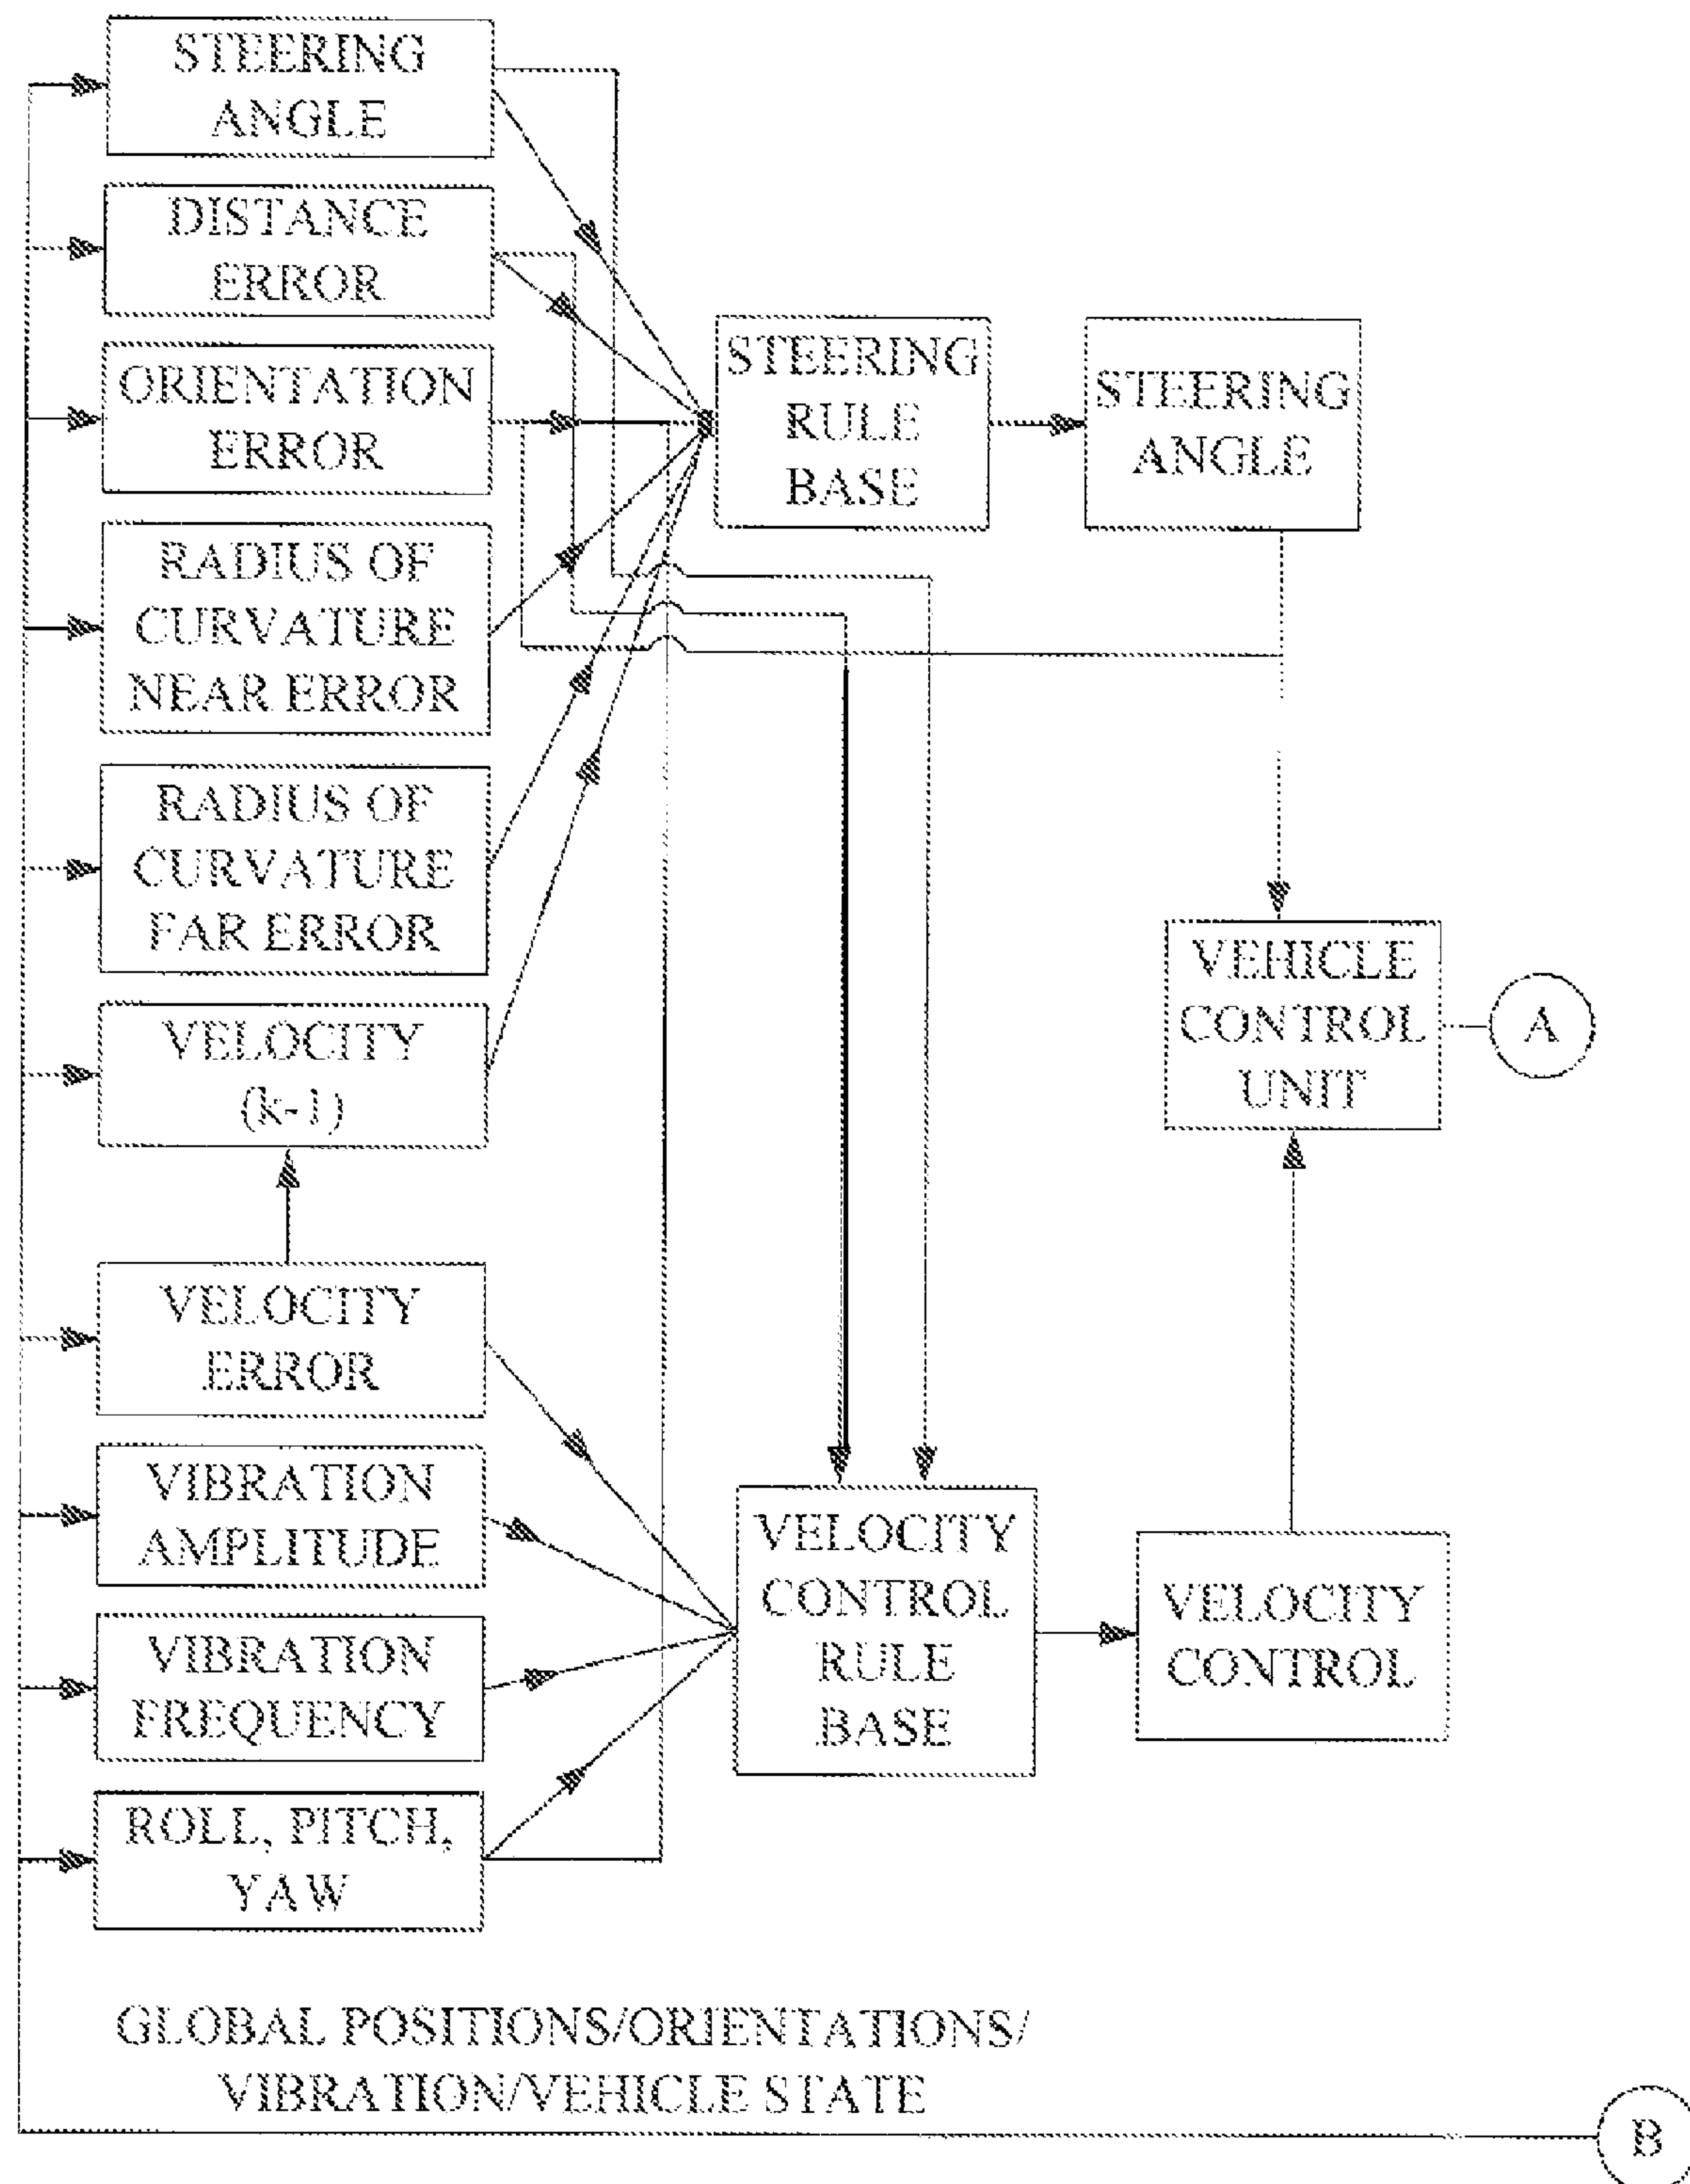 STEERING
ANGLE
DISTANCE
ERROR
ORIENTATION
ERROR
RADIUS OF
CURVATURE
NEAR ERROR
RADIUS OF
CURVATURE
FAR ERROR
VELOCITY
(k-1)
VELOCITY
ERROR
VIBRATION
AMPLITUDE
VIBRATION
FREQUENCY
ROLL, PITCH,
YAW
STEERING
RULE
BASE
STEERING
ANGLE
VEHICLE
CONTROL
UNIT
A
VELOCITY
CONTROL
RULE
BASE
VELOCITY
CONTROL
GLOBAL POSITIONS/ORIENTATIONS/
VIBRATION/VEHICLE STATE
B